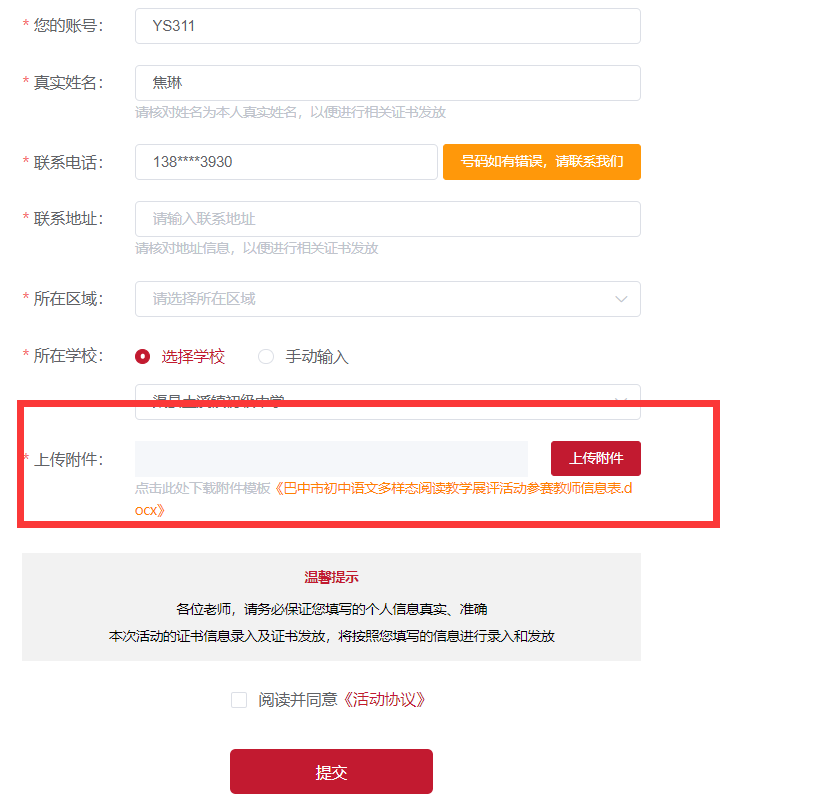 * 您的账号： YS311
* 真实姓名： 焦琳
请核对姓名为本人真实姓名，以便进行相关证书发放
* 联系电话： 138****3930 号码如有错误，请联系我们
* 联系地址： 请输入联系地址
请核对地址信息，以便进行相关证书发放
* 所在区域： 请选择所在区域
* 所在学校： 选择学校 手动输入
渠县土溪镇初级中学
* 上传附件： 上传附件
点击此处下载附件模板《巴中市初中语文多样态阅读教学展评活动参赛教师信息表.d
ocx》
温馨提示
各位老师，请务必保证您填写的个人信息真实、准确
本次活动的证书信息录入及证书发放，将按照您填写的信息进行录入和发放
阅读并同意《活动协议》
提交